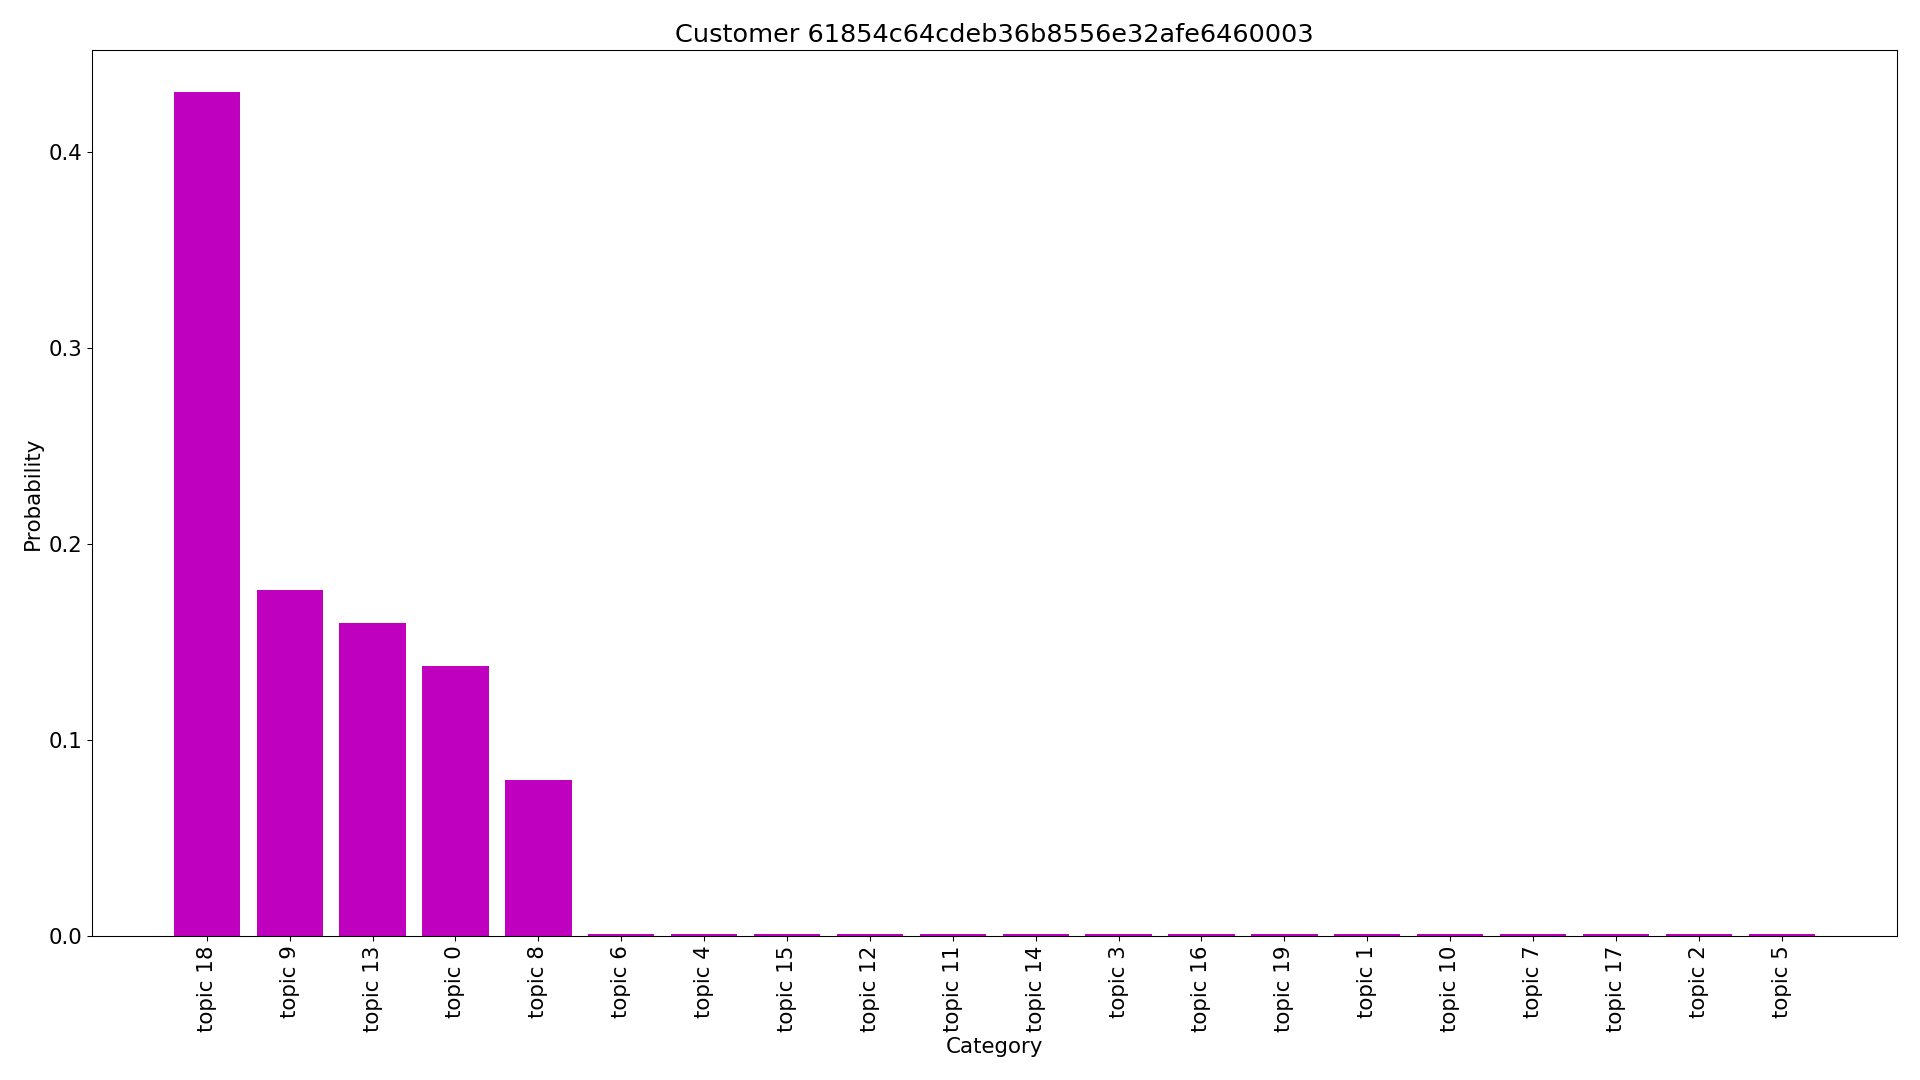 Customer 61854c64cdeb36b8556e32afe6460003
Probability
0.4
0.3
0.2
0.1
0.0
topic 18
topic 9
topic 13
topic 0
topic 8
topic 6
topic 4
topic 15
topic 12
topic 11
topic 14
topic 3
topic 16
topic 19
topic 1
topic 10
topic 7
topic 17
topic 2
topic 5
Category